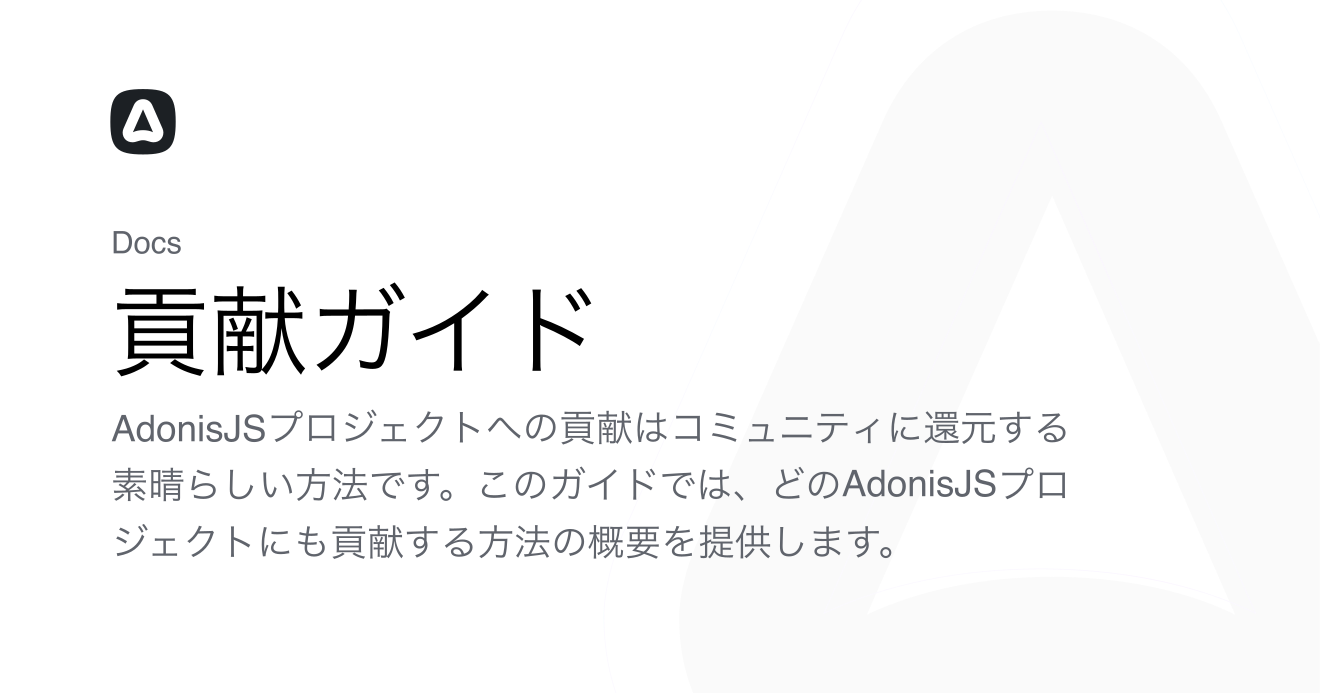 Docs
貢献ガイド
AdonisJSプロジェクトへの貢献はコミュニティに還元する
素晴らしい方法です。このガイドでは、どのAdonisJSプロ
ジェクトにも貢献する方法の概要を提供します。